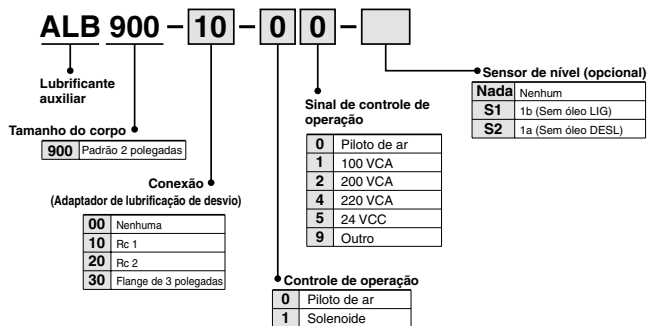 ALB 900 – 10 – 0 0 –
Lubrificante
auxiliar
Tamanho do corpo
900 Padrão 2 polegadas
Conexão
(Adaptador de lubrificação de desvio)
00 Nenhuma
10 Rc 1
20 Rc 2
30 Flange de 3 polegadas
Controle de operação
0 Piloto de ar
1 Solenoide
Sinal de controle de
operação
0 Piloto de ar
1 100 VCA
2 200 VCA
4 220 VCA
5 24 VCC
9 Outro
Sensor de nível (opcional)
Nada Nenhum
S1 1b (Sem óleo LIG)
S2 1a (Sem óleo DESL)